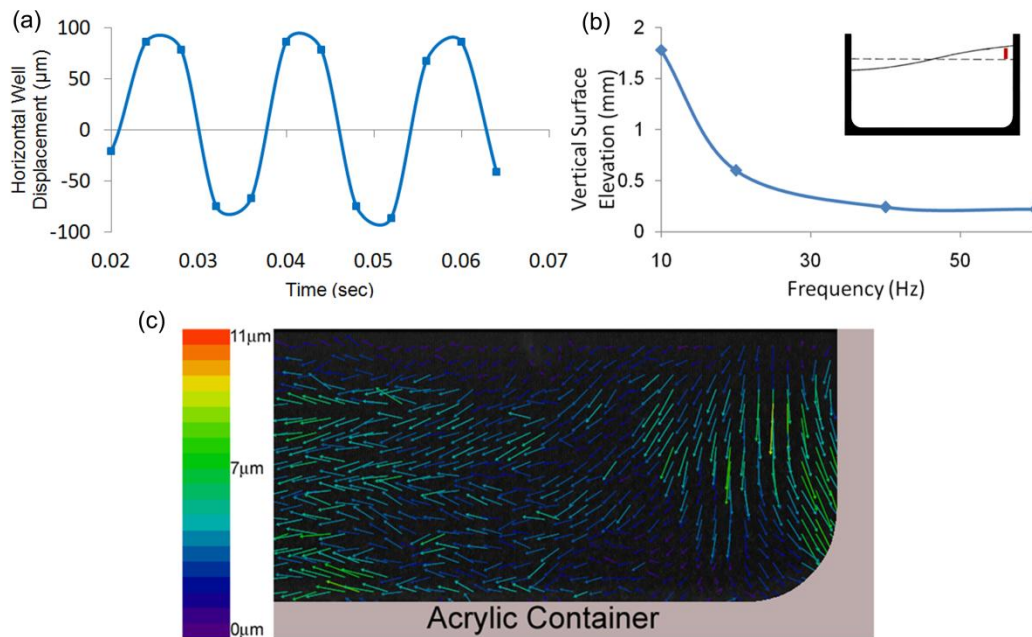 (a)
100
50
0
-50
-100
Horizontal Well
Displacement (µm)
0.02
0.03
0.04
0.05
0.06
0.07
Time (sec)
(b)
2
1.5
1
0.5
0
Vertical Surface
Elevation (mm)
10
30
50
Frequency (Hz)
(c)
11µm
7µm
0µm
Acrylic Container